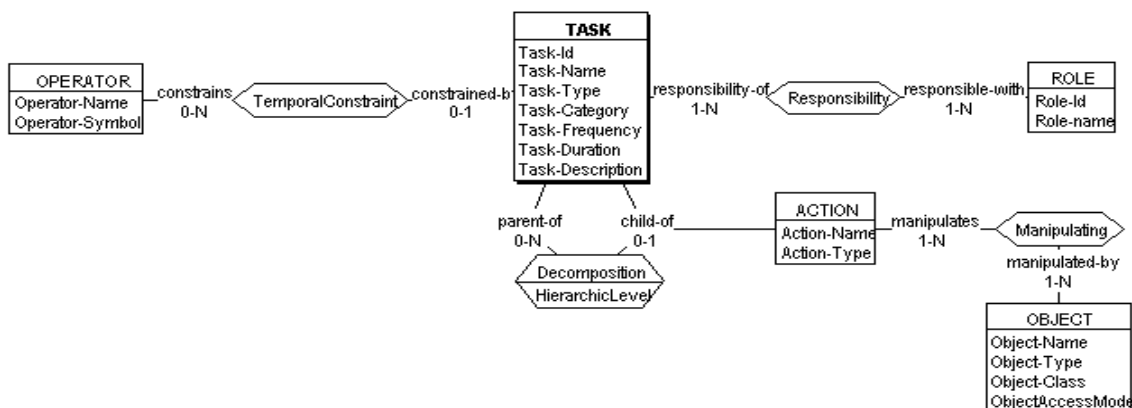 TASK
Task-Id
Task-Name
Task-Type
Task-Category
Task-Frequency
Task-Duration
Task-Description
OPERATOR
Operator-Name
Operator-Symbol
constrains
0-N
TemporalConstraint
constrained-by
0-1
responsibility-of
1-N
Responsibility
responsible-with
1-N
ROLE
Role-Id
Role-name
parent-of
0-N
child-of
0-1
Decomposition
HierarchicLevel
ACTION
Action-Name
Action-Type
manipulates
1-N
Manipulating
manipulated-by
1-N
OBJECT
Object-Name
Object-Type
Object-Class
ObjectAccessMode